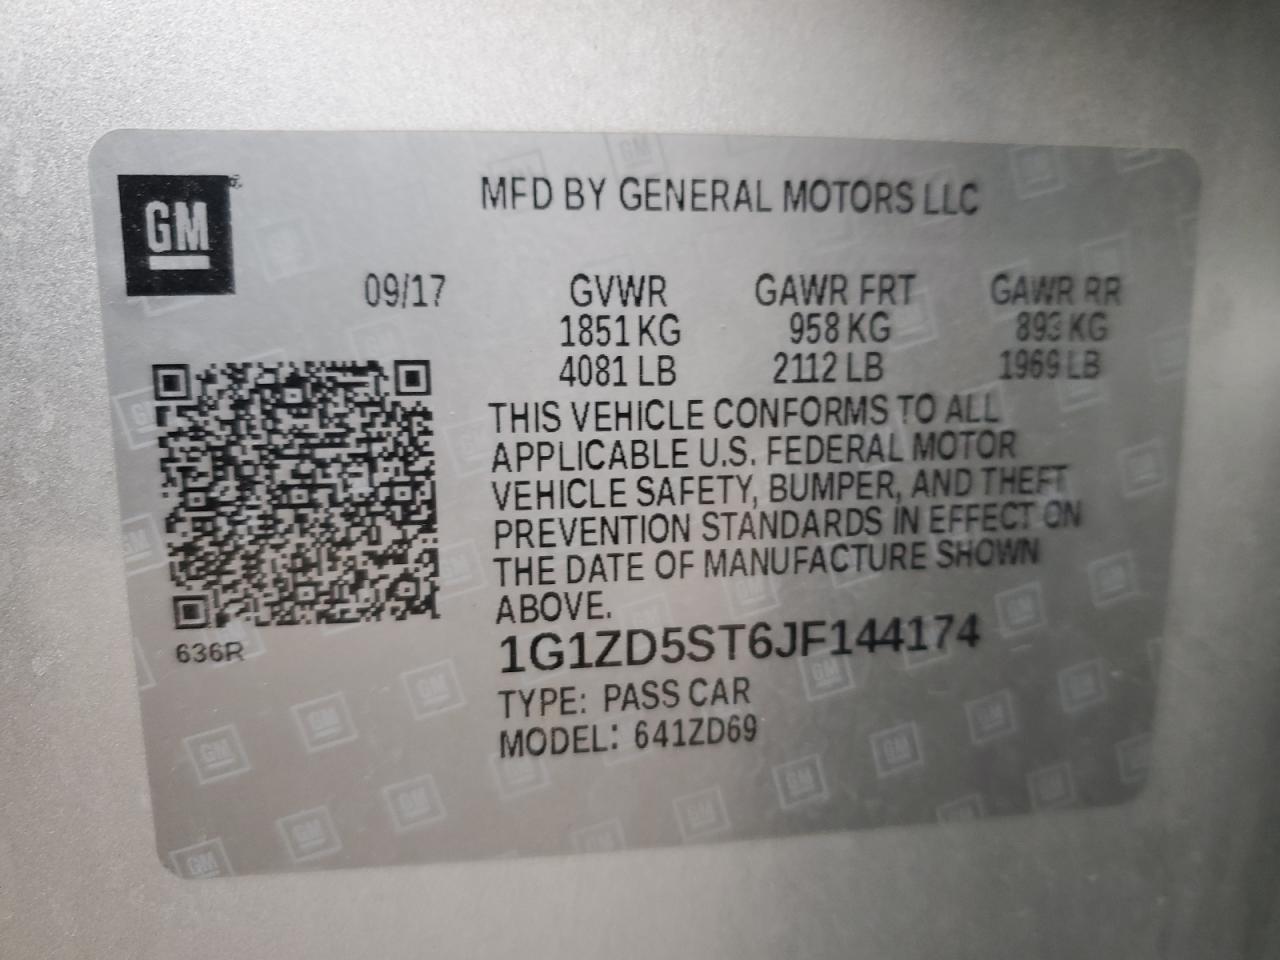 GM
MFD BY GENERAL MOTORS LLC
09/17 GVWR GAWR FRT GAWR RR
1851 KG 958 KG 893 KG
4081 LB 2112 LB 1969 LB
THIS VEHICLE CONFORMS TO ALL
APPLICABLE U.S. FEDERAL MOTOR
VEHICLE SAFETY, BUMPER, AND THEFT
PREVENTION STANDARDS IN EFFECT ON
THE DATE OF MANUFACTURE SHOWN
ABOVE.
636R
1G1ZD5ST6JF144174
TYPE: PASS CAR
MODEL: 641ZD69